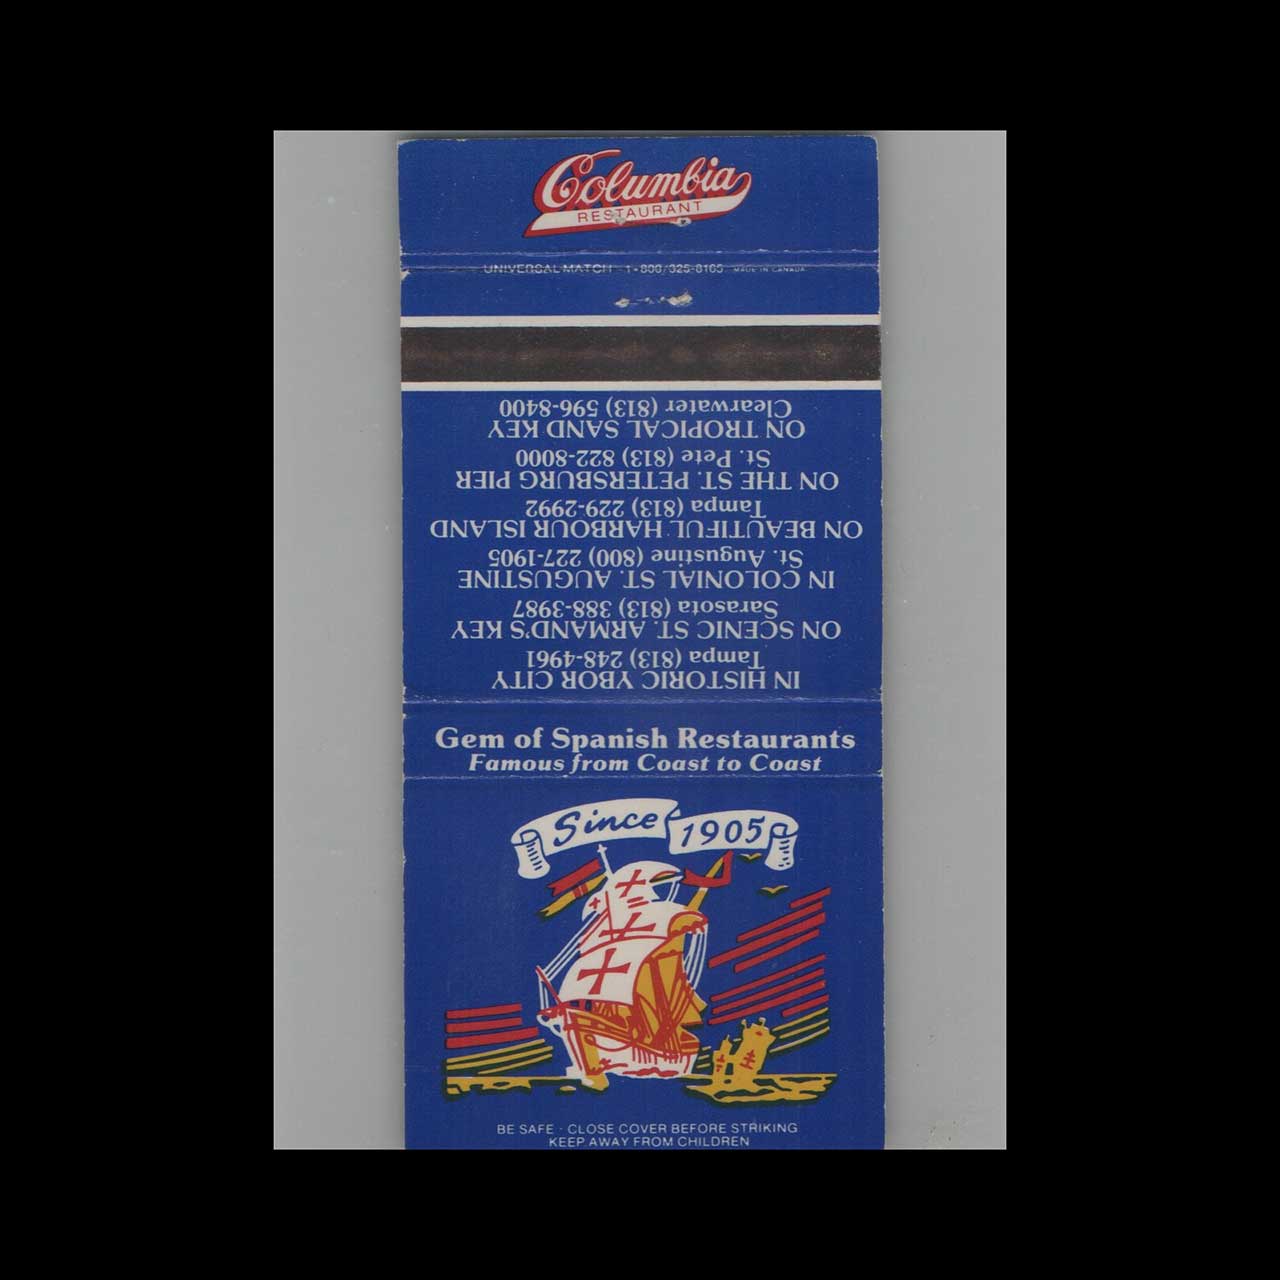 Columbia
RESTAURANT
UNIVERSAL MATCH 1-800/325-8105 MADE IN CANADA
IN HISTORIC YBOR CITY
Tampa (813) 248-4961
ON SCENIC ST. ARMAND'S KEY
Sarasota (813) 388-3987
IN COLONIAL ST. AUGUSTINE
St. Augustine (800) 227-1905
ON BEAUTIFUL HARBOUR ISLAND
Tampa (813) 229-2992
ON THE ST. PETERSBURG PIER
St. Pete (813) 822-8000
ON TROPICAL SAND KEY
Clearwater (813) 596-8400
Gem of Spanish Restaurants
Famous from Coast to Coast
Since 1905
BE SAFE · CLOSE COVER BEFORE STRIKING
KEEP AWAY FROM CHILDREN